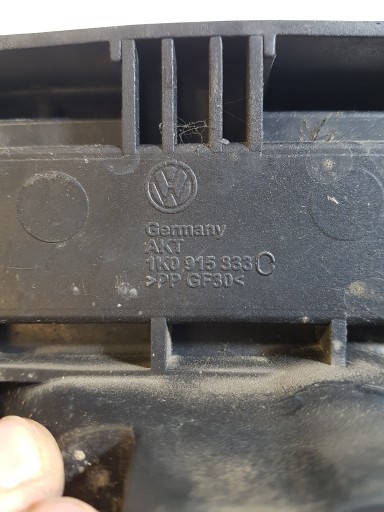 Germany
AKT
1K0 915 333 C
>PP GF30<